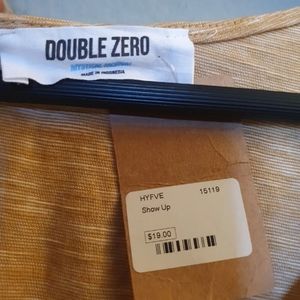 DOUBLE ZERO
MADE IN INDONESIA
HYFVE 15119
Show Up
$19.00